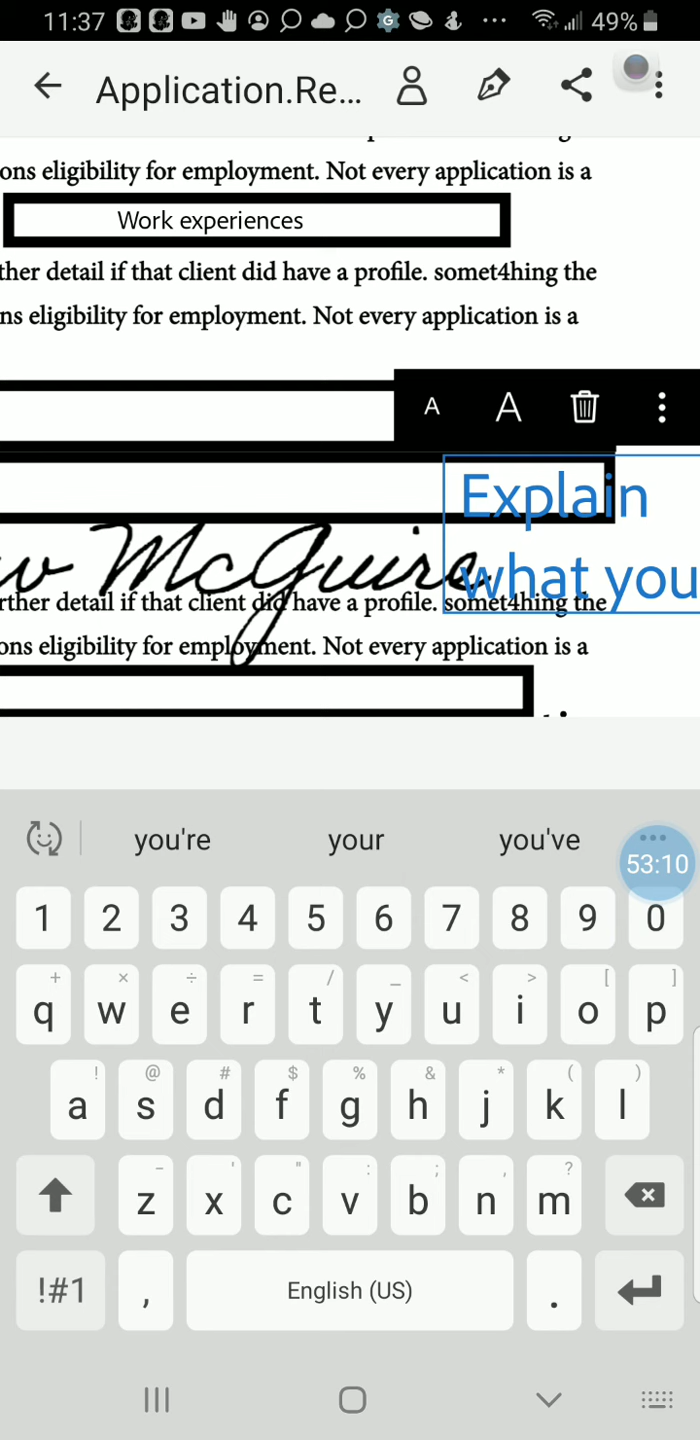 11:37 49%
Application.Re...
ons eligibility for employment. Not every application is a
Work experiences
ther detail if that client did have a profile. somet4hing the
ns eligibility for employment. Not every application is a
A A
Explain
w McGuire
what you
rther detail if that client did have a profile. somet4hing the
ons eligibility for employment. Not every application is a
you're your you've
53:10
1 2 3 4 5 6 7 8 9 0
+ × ÷ = / _ < > [ ]
q w e r t y u i o p
! @ # $ % & * ( )
a s d f g h j k l
- ' " : ; , ?
z x c v b n m
!#1 , English (US) .